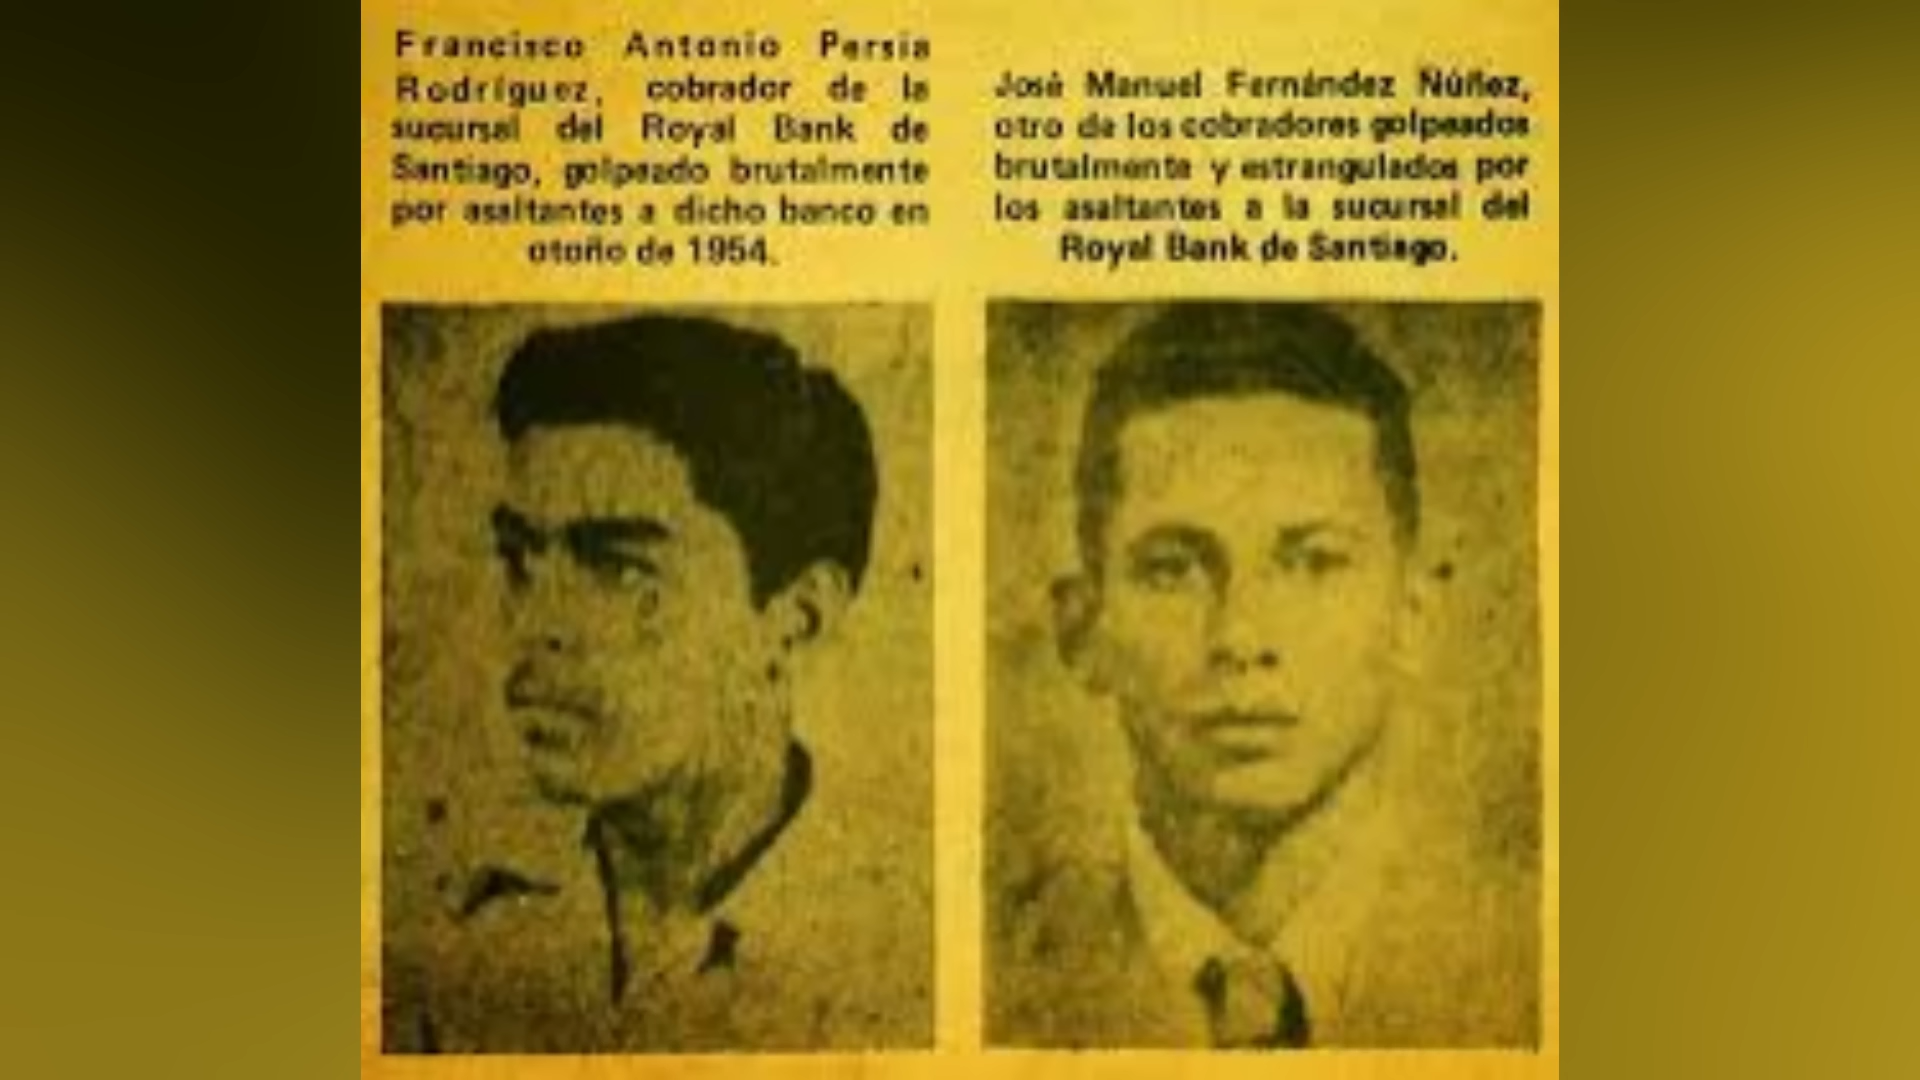 Francisco Antonio Persia
Rodríguez, cobrador de la
sucursal del Royal Bank de
Santiago, golpeado brutalmente
por asaltantes a dicho banco en
otoño de 1954.
José Manuel Fernández Núñez,
otro de los cobradores golpeados
brutalmente y estrangulados por
los asaltantes a la sucursal del
Royal Bank de Santiago.